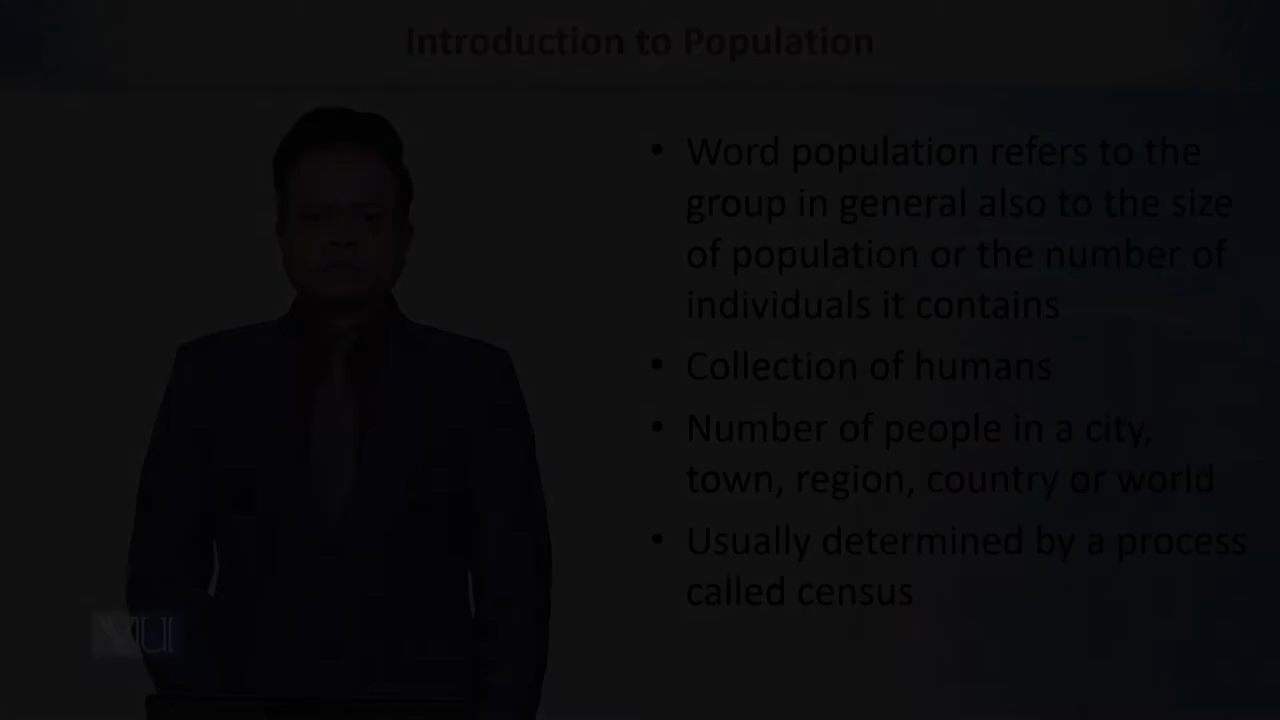 Introduction to Population
• Word population refers to the
group in general also to the size
of population or the number of
individuals it contains
• Collection of humans
• Number of people in a city,
town, region, country or world
• Usually determined by a process
called census
VU